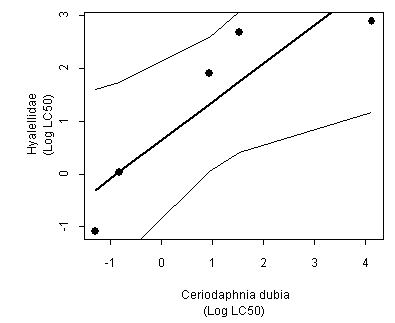 3
2
1
0
-1
Hyalellidae
(Log LC50)
-1 0 1 2 3 4
Ceriodaphnia dubia
(Log LC50)